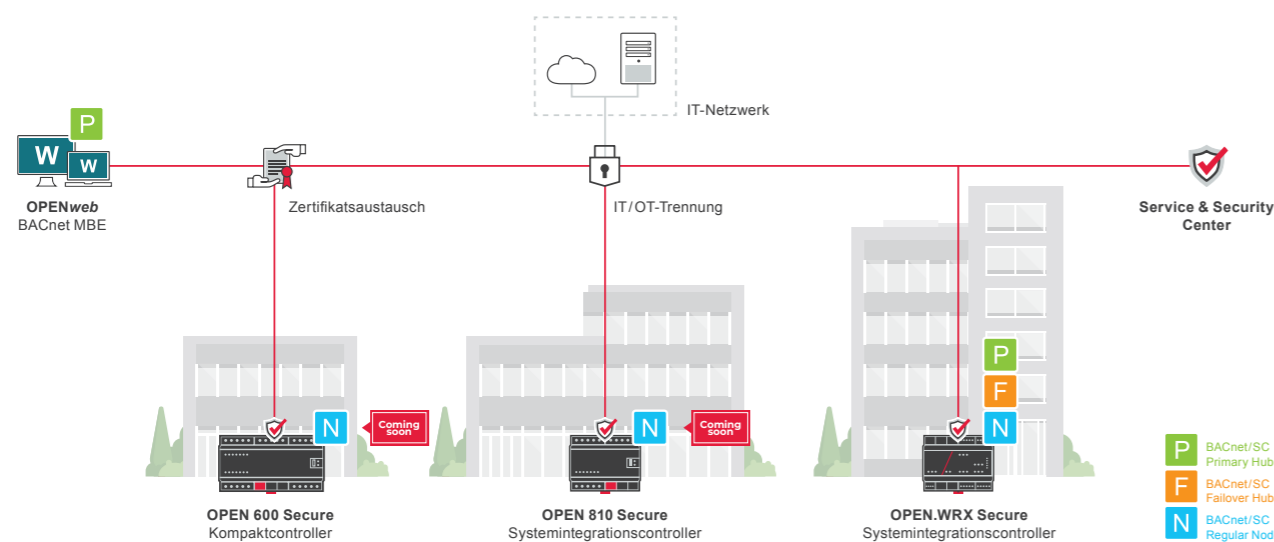 IT-Netzwerk
P
W
W
OPENweb
BACnet MBE
Zertifikatsaustausch
IT/OT-Trennung
Service & Security
Center
P
F
N
Coming
soon
N
Coming
soon
N
OPEN 600 Secure
Kompaktcontroller
OPEN 810 Secure
Systemintegrationscontroller
OPEN.WRX Secure
Systemintegrationscontroller
P
BACnet/SC
Primary Hub
F
BACnet/SC
Failover Hub
N
BACnet/SC
Regular Nod